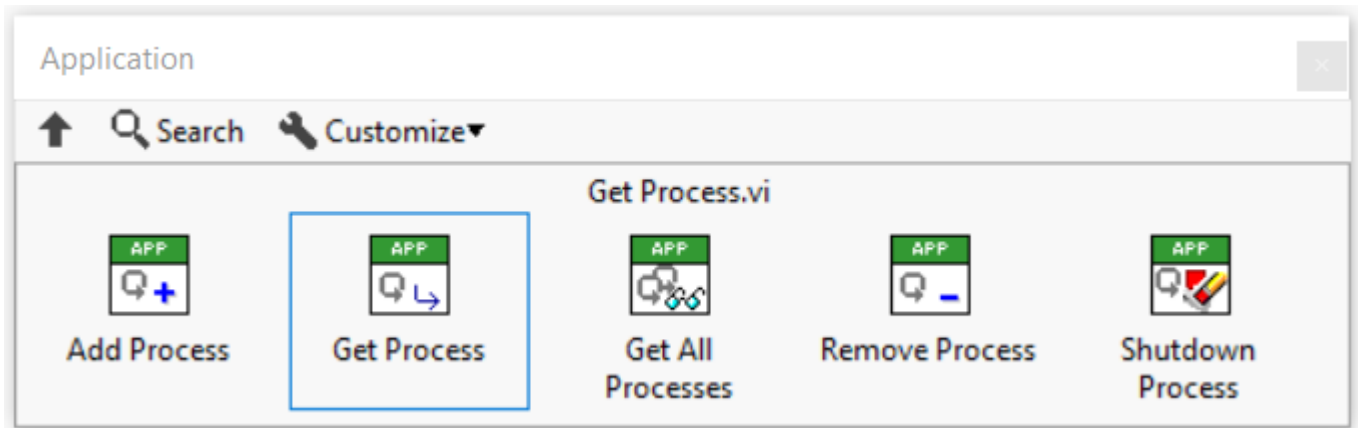 Application
Search Customize
Get Process.vi
APP APP APP APP APP
Add Process Get Process Get All Processes Remove Process Shutdown Process